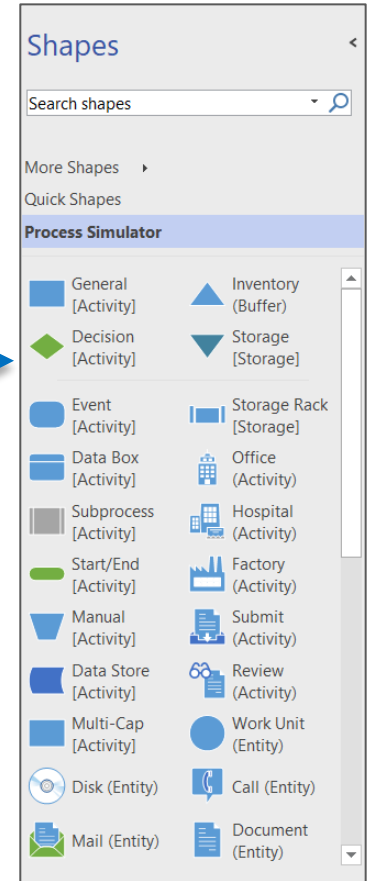 Shapes
Search shapes
More Shapes
Quick Shapes
Process Simulator
General
[Activity]
Inventory
(Buffer)
Decision
[Activity]
Storage
[Storage]
Event
[Activity]
Storage Rack
[Storage]
Data Box
[Activity]
Office
(Activity)
Subprocess
[Activity]
Hospital
(Activity)
Start/End
[Activity]
Factory
(Activity)
Manual
[Activity]
Submit
(Activity)
Data Store
[Activity]
Review
(Activity)
Multi-Cap
[Activity]
Work Unit
(Entity)
Disk (Entity)
Call (Entity)
Mail (Entity)
Document
(Entity)